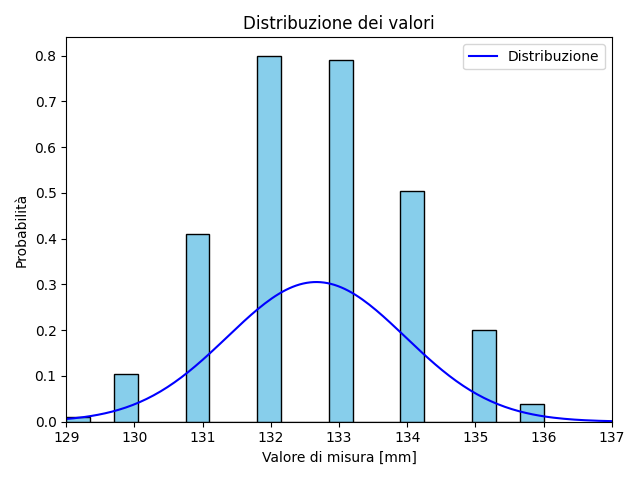 Distribuzione dei valori
Distribuzione
Probabilità
0.8
0.7
0.6
0.5
0.4
0.3
0.2
0.1
0.0
129 130 131 132 133 134 135 136 137
Valore di misura [mm]